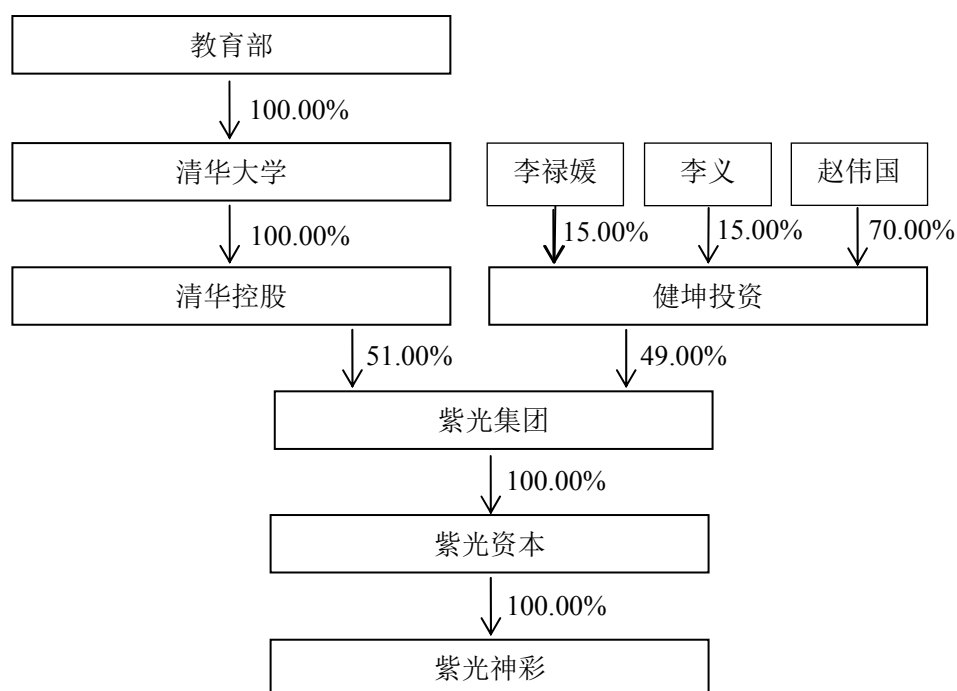 教育部
100.00%
清华大学
李禄媛
李义
赵伟国
100.00%
15.00%
15.00%
70.00%
清华控股
健坤投资
51.00%
49.00%
紫光集团
100.00%
紫光资本
100.00%
紫光神彩